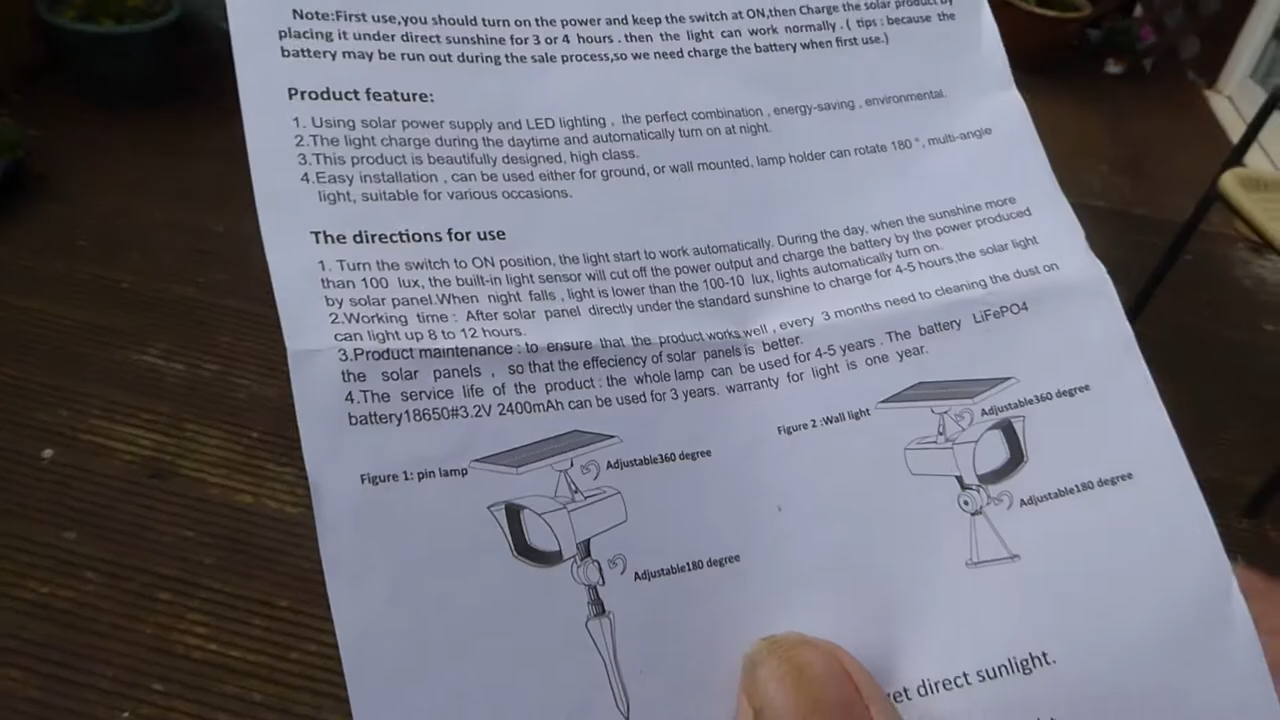 Note:First use,you should turn on the power and keep the switch at ON,then Charge the solar product by
placing it under direct sunshine for 3 or 4 hours . then the light can work normally . ( tips : because the
battery may be run out during the sale process,so we need charge the battery when first use.)
Product feature:
1. Using solar power supply and LED lighting , the perfect combination , energy-saving , environmental.
2.The light charge during the daytime and automatically turn on at night.
3.This product is beautifully designed, high class.
4.Easy installation , can be used either for ground, or wall mounted, lamp holder can rotate 180 °, multi-angle
light, suitable for various occasions.
The directions for use
1. Turn the switch to ON position, the light start to work automatically. During the day, when the sunshine more
than 100 lux, the built-in light sensor will cut off the power output and charge the battery by the power produced
by solar panel.When night falls , light is lower than the 100-10 lux, lights automatically turn on.
2.Working time : After solar panel directly under the standard sunshine to charge for 4-5 hours,the solar light
can light up 8 to 12 hours.
3.Product maintenance : to ensure that the product works well , every 3 months need to cleaning the dust on
the solar panels , so that the effeciency of solar panels is better.
4.The service life of the product : the whole lamp can be used for 4-5 years . The battery LiFePO4
battery18650#3.2V 2400mAh can be used for 3 years. warranty for light is one year.
Figure 1: pin lamp
Adjustable360 degree
Adjustable180 degree
Figure 2 :Wall light
Adjustable360 degree
Adjustable180 degree
et direct sunlight.